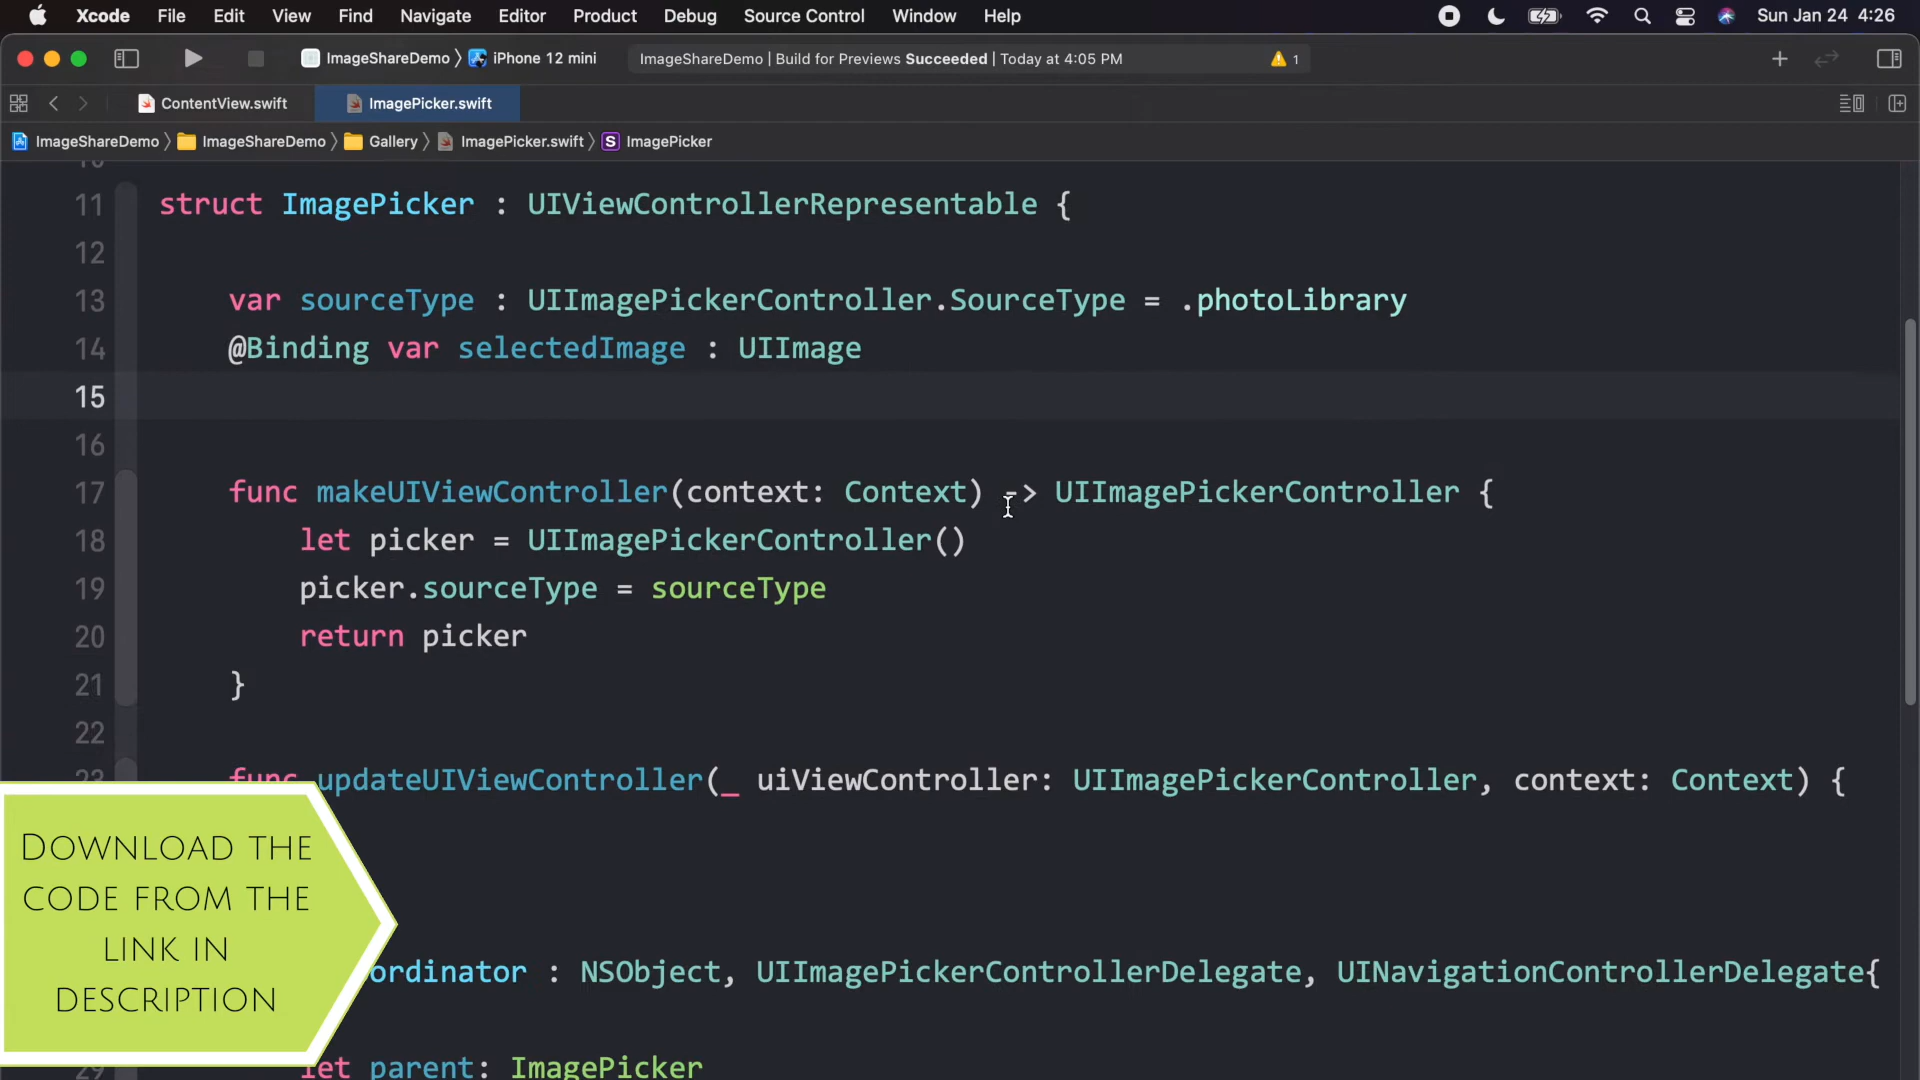 Xcode File Edit View Find Navigate Editor Product Debug Source Control Window Help Sun Jan 24 4:26
ImageShareDemo 〉 iPhone 12 mini ImageShareDemo | Build for Previews Succeeded | Today at 4:05 PM 1
ContentView.swift ImagePicker.swift
ImageShareDemo 〉 ImageShareDemo 〉 Gallery 〉 ImagePicker.swift 〉 S ImagePicker
11 struct ImagePicker : UIViewControllerRepresentable {
12
13 var sourceType : UIImagePickerController.SourceType = .photoLibrary
14 @Binding var selectedImage : UIImage
15
16
17 func makeUIViewController(context: Context) -> UIImagePickerController {
18 let picker = UIImagePickerController()
19 picker.sourceType = sourceType
20 return picker
21 }
22
23 func updateUIViewController(_ uiViewController: UIImagePickerController, context: Context) {
ordinator : NSObject, UIImagePickerControllerDelegate, UINavigationControllerDelegate{
29 let parent: ImagePicker
DOWNLOAD THE
CODE FROM THE
LINK IN
DESCRIPTION